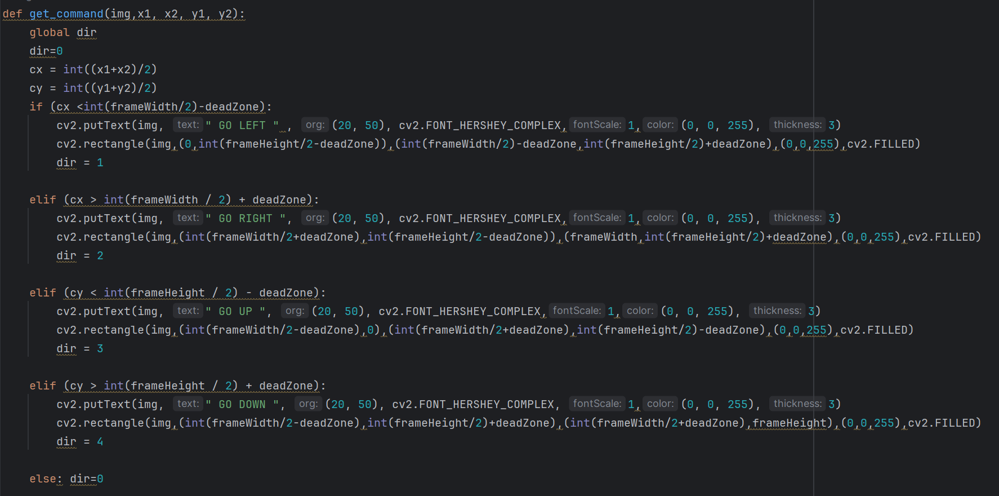 def get_command(img,x1, x2, y1, y2):
    global dir
    dir=0
    cx = int((x1+x2)/2)
    cy = int((y1+y2)/2)
    if (cx <int(frameWidth/2)-deadZone):
        cv2.putText(img, text: " GO LEFT " , org: (20, 50), cv2.FONT_HERSHEY_COMPLEX, fontScale: 1, color: (0, 0, 255), thickness: 3)
        cv2.rectangle(img,(0,int(frameHeight/2-deadZone)),(int(frameWidth/2)-deadZone,int(frameHeight/2)+deadZone),(0,0,255),cv2.FILLED)
        dir = 1
    elif (cx > int(frameWidth / 2) + deadZone):
        cv2.putText(img, text: " GO RIGHT ", org: (20, 50), cv2.FONT_HERSHEY_COMPLEX, fontScale: 1, color: (0, 0, 255), thickness: 3)
        cv2.rectangle(img,(int(frameWidth/2+deadZone),int(frameHeight/2-deadZone)),(frameWidth,int(frameHeight/2)+deadZone),(0,0,255),cv2.FILLED)
        dir = 2
    elif (cy < int(frameHeight / 2) - deadZone):
        cv2.putText(img, text: " GO UP ", org: (20, 50), cv2.FONT_HERSHEY_COMPLEX, fontScale: 1, color: (0, 0, 255), thickness: 3)
        cv2.rectangle(img,(int(frameWidth/2-deadZone),0),(int(frameWidth/2+deadZone),int(frameHeight/2)-deadZone),(0,0,255),cv2.FILLED)
        dir = 3
    elif (cy > int(frameHeight / 2) + deadZone):
        cv2.putText(img, text: " GO DOWN ", org: (20, 50), cv2.FONT_HERSHEY_COMPLEX, fontScale: 1, color: (0, 0, 255), thickness: 3)
        cv2.rectangle(img,(int(frameWidth/2-deadZone),int(frameHeight/2)+deadZone),(int(frameWidth/2+deadZone),frameHeight),(0,0,255),cv2.FILLED)
        dir = 4
    else: dir=0